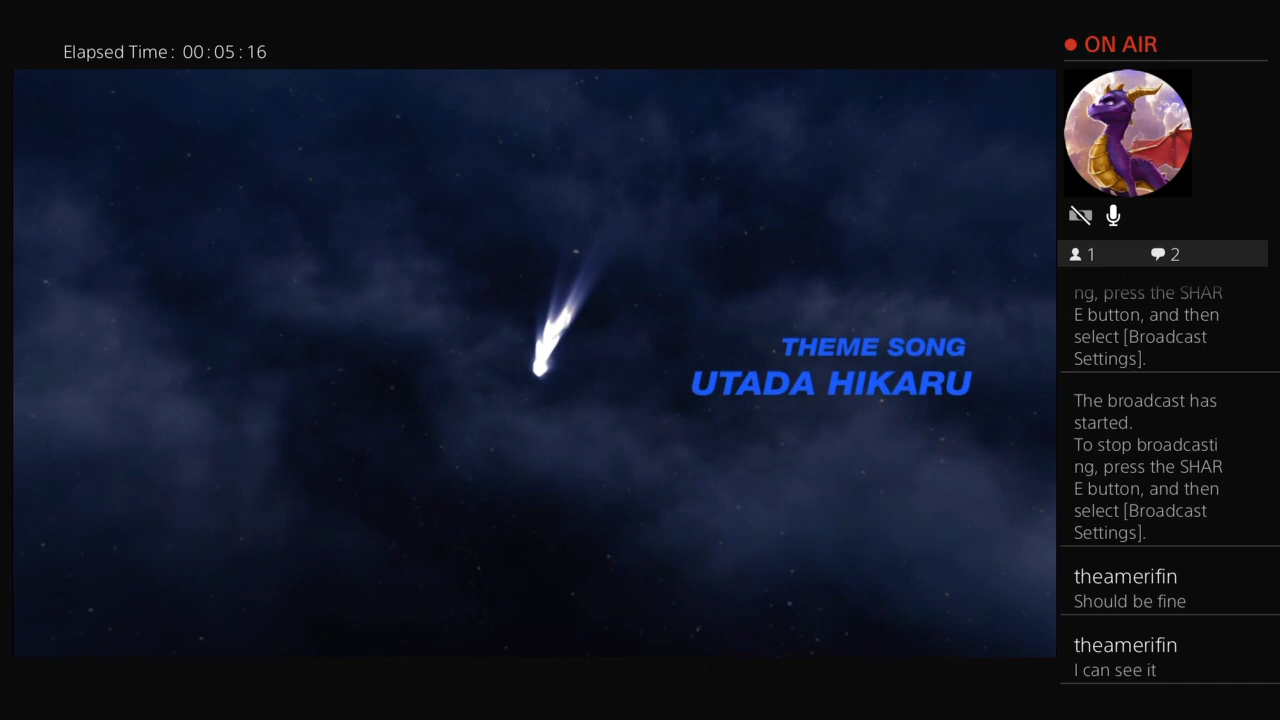 Elapsed Time: 00:05:16
ON AIR
1 2
THEME SONG
UTADA HIKARU
ng, press the SHAR
E button, and then
select [Broadcast
Settings].
The broadcast has
started.
To stop broadcasti
ng, press the SHAR
E button, and then
select [Broadcast
Settings].
theamerifin
Should be fine
theamerifin
I can see it